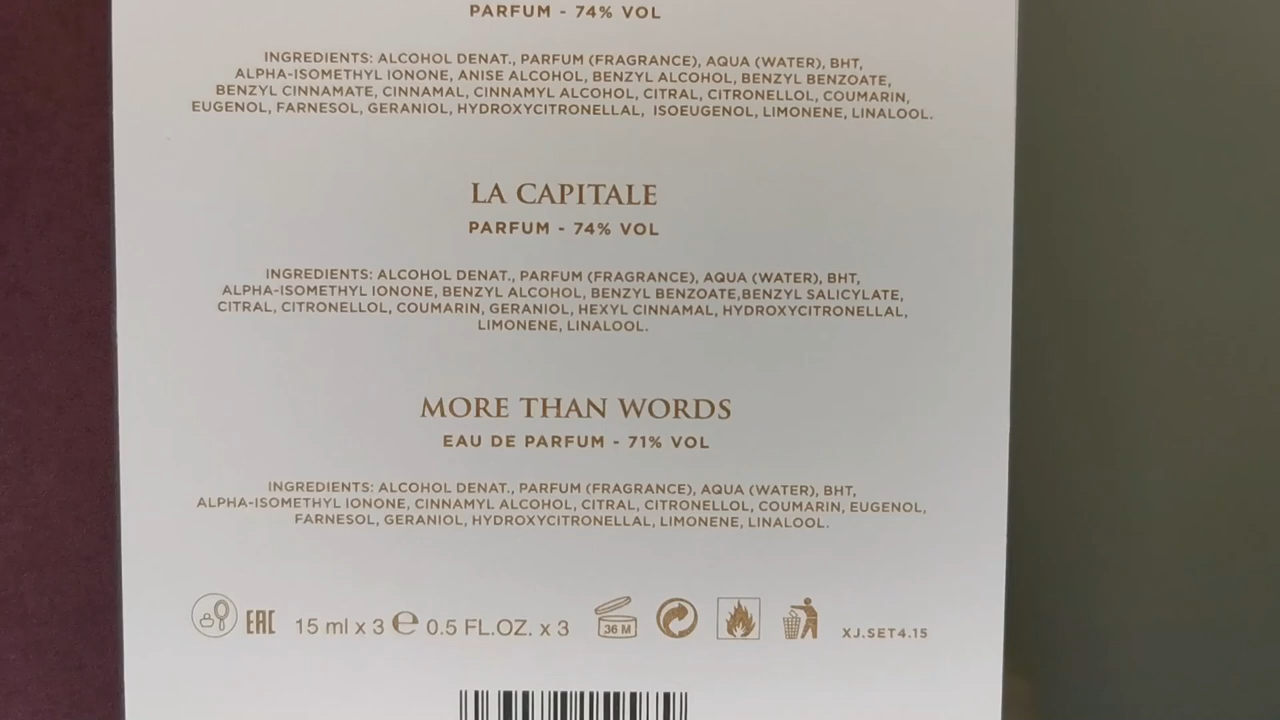 PARFUM - 74% VOL
INGREDIENTS: ALCOHOL DENAT., PARFUM (FRAGRANCE), AQUA (WATER), BHT,
ALPHA-ISOMETHYL IONONE, ANISE ALCOHOL, BENZYL ALCOHOL, BENZYL BENZOATE,
BENZYL CINNAMATE, CINNAMAL, CINNAMYL ALCOHOL, CITRAL, CITRONELLOL, COUMARIN,
EUGENOL, FARNESOL, GERANIOL, HYDROXYCITRONELLAL, ISOEUGENOL, LIMONENE, LINALOOL.
LA CAPITALE
PARFUM - 74% VOL
INGREDIENTS: ALCOHOL DENAT., PARFUM (FRAGRANCE), AQUA (WATER), BHT,
ALPHA-ISOMETHYL IONONE, BENZYL ALCOHOL, BENZYL BENZOATE,BENZYL SALICYLATE,
CITRAL, CITRONELLOL, COUMARIN, GERANIOL, HEXYL CINNAMAL, HYDROXYCITRONELLAL,
LIMONENE, LINALOOL.
MORE THAN WORDS
EAU DE PARFUM - 71% VOL
INGREDIENTS: ALCOHOL DENAT., PARFUM (FRAGRANCE), AQUA (WATER), BHT,
ALPHA-ISOMETHYL IONONE, CINNAMYL ALCOHOL, CITRAL, CITRONELLOL, COUMARIN, EUGENOL,
FARNESOL, GERANIOL, HYDROXYCITRONELLAL, LIMONENE, LINALOOL.
EAC 15 ml x 3 ℮ 0.5 FL.OZ. x 3 36 M XJ.SET4.15